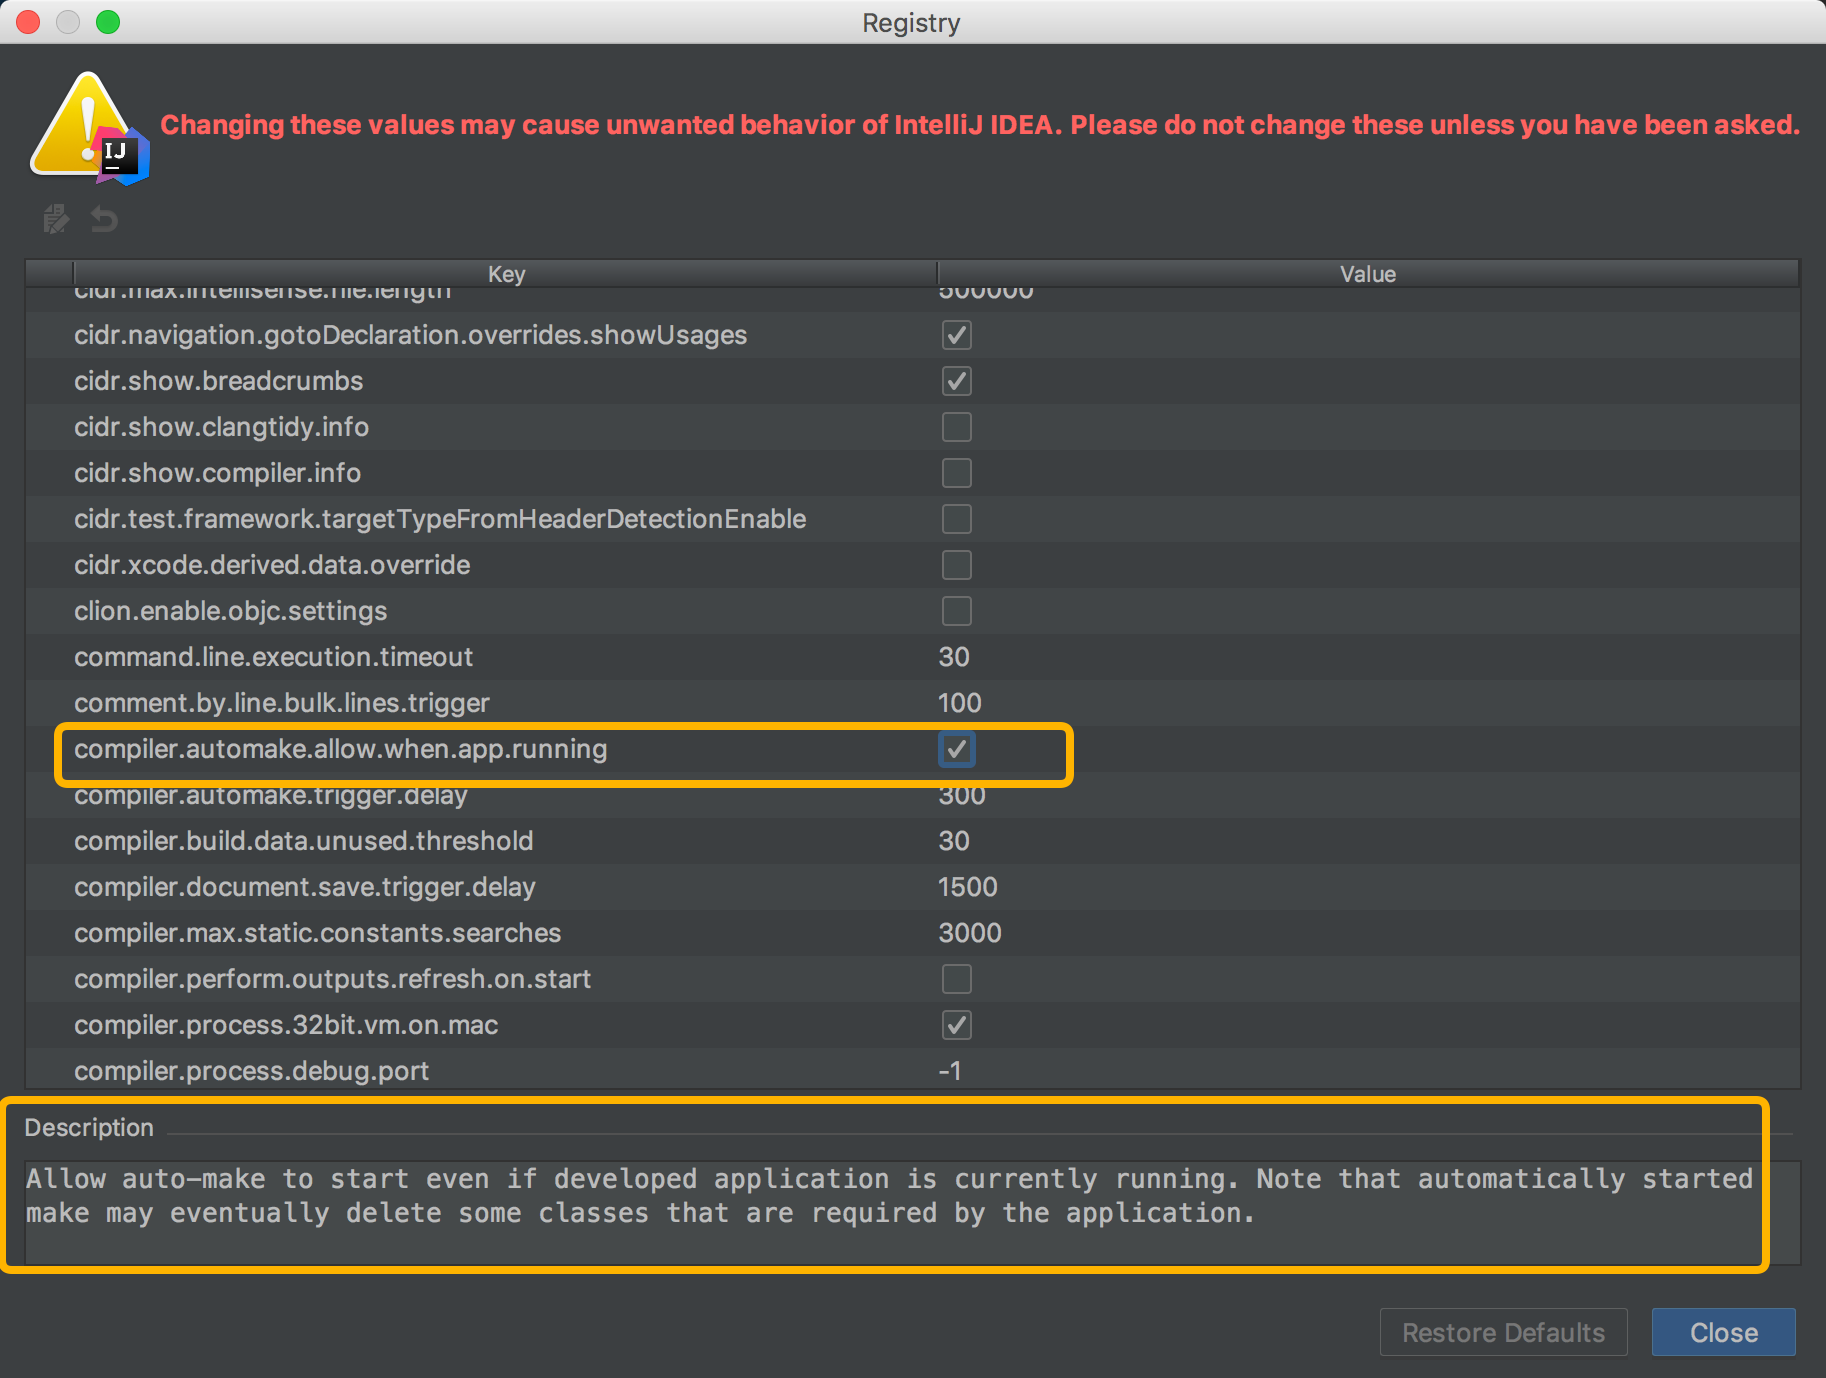 Registry
Changing these values may cause unwanted behavior of IntelliJ IDEA. Please do not change these unless you have been asked.
IJ
Key Value
cidr.max.intellisense.file.length 500000
cidr.navigation.gotoDeclaration.overrides.showUsages
cidr.show.breadcrumbs
cidr.show.clangtidy.info
cidr.show.compiler.info
cidr.test.framework.targetTypeFromHeaderDetectionEnable
cidr.xcode.derived.data.override
clion.enable.objc.settings
command.line.execution.timeout 30
comment.by.line.bulk.lines.trigger 100
compiler.automake.allow.when.app.running
compiler.automake.trigger.delay 300
compiler.build.data.unused.threshold 30
compiler.document.save.trigger.delay 1500
compiler.max.static.constants.searches 3000
compiler.perform.outputs.refresh.on.start
compiler.process.32bit.vm.on.mac
compiler.process.debug.port -1
Description
Allow auto-make to start even if developed application is currently running. Note that automatically started
make may eventually delete some classes that are required by the application.
Restore Defaults Close